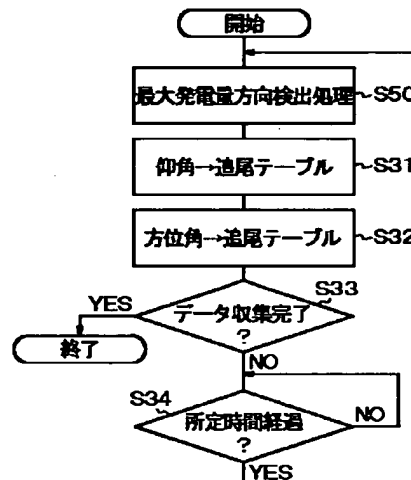 開始
最大発電量方向検出処理 S50
仰角→追尾テーブル S31
方位角→追尾テーブル S32
S33
データ収集完了
?
YES
終了
NO
S34
所定時間経過
?
NO
YES